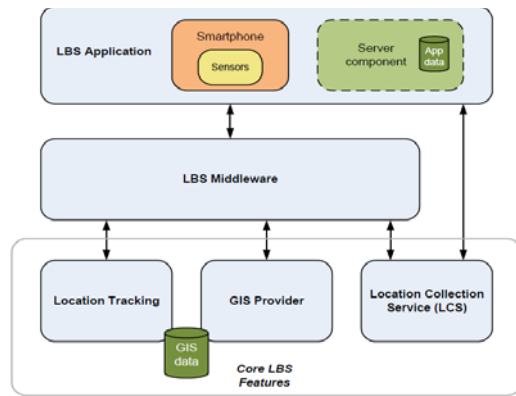 LBS Application
Smartphone
Sensors
Server
component
App
data
LBS Middleware
Location Tracking
GIS Provider
Location Collection
Service (LCS)
GIS
data
Core LBS
Features